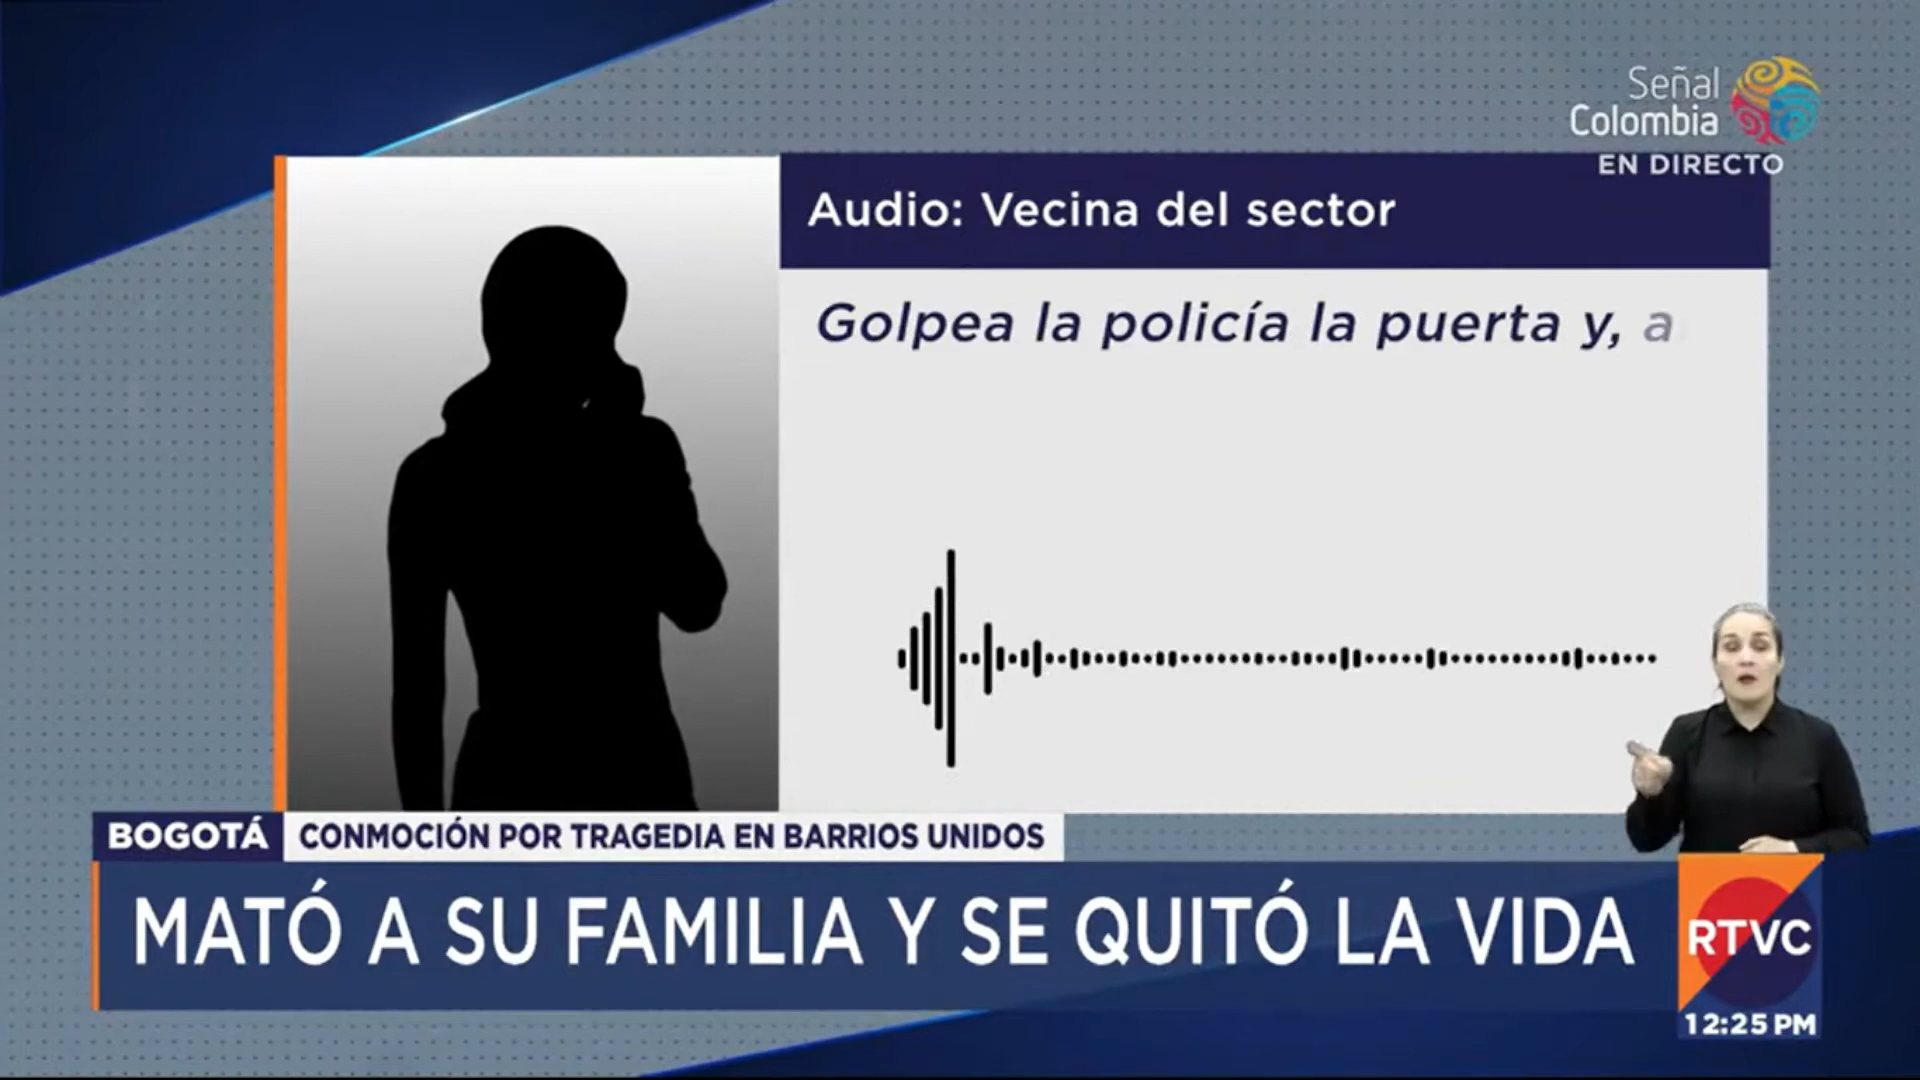 Señal
Colombia
EN DIRECTO
Audio: Vecina del sector
Golpea la policía la puerta y, a
BOGOTÁ
CONMOCIÓN POR TRAGEDIA EN BARRIOS UNIDOS
MATÓ A SU FAMILIA Y SE QUITÓ LA VIDA
RTVC
12:25 PM